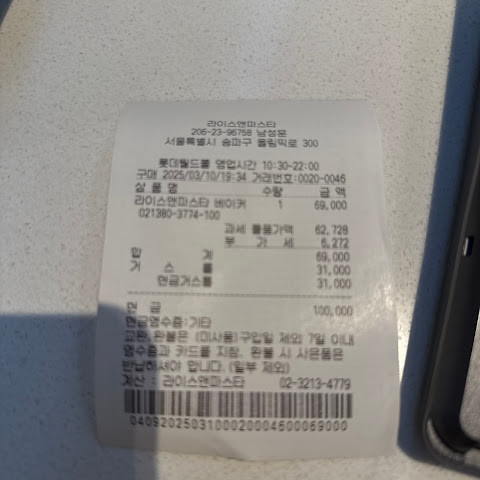 라이스앤파스타
206-23-96758 남성훈
서울특별시 송파구 올림픽로 300
롯데월드몰 영업시간 10:30-22:00
구매 2025/03/10/19:34 거래번호:0020-0046
상 품 명 수량 금 액
라이스앤파스타 베이커 1 69,000
021380-3774-100
과세 물품가액 62,728
부 가 세 6,272
합 계 69,000
거 스 름 31,000
현금거스름 31,000
현 금 100,000
현금영수증:기타
교환,환불은 (미사용)구입일 제외 7일 이내
영수증과 카드를 지참, 환불 시 사은품은
반납하셔야 합니다.(일부 제외)
계산 : 라이스앤파스타 02-3213-4779
0409202503100020004600069000